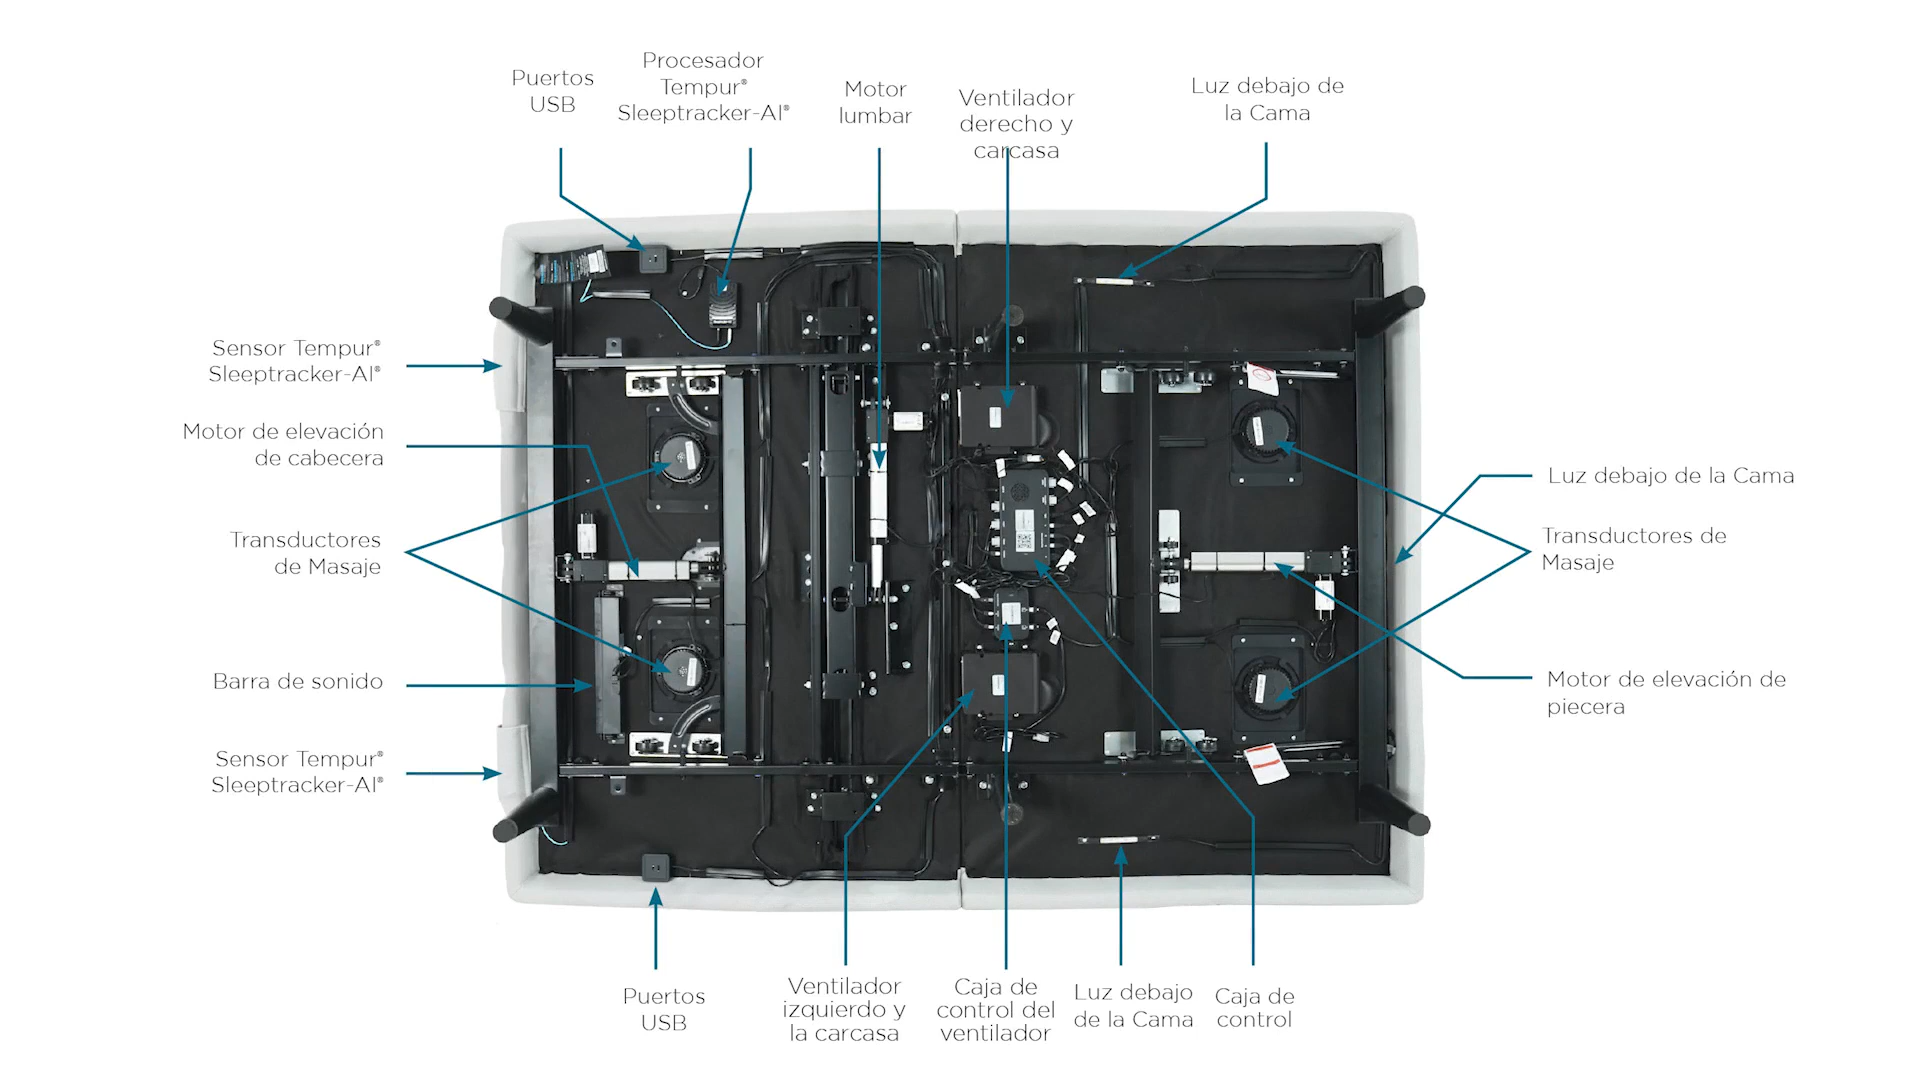 Puertos
USB
Procesador
Tempur®
Sleeptracker-AI®
Motor
lumbar
Ventilador
derecho y
carcasa
Luz debajo de
la Cama
Sensor Tempur®
Sleeptracker-AI®
Motor de elevación
de cabecera
Transductores
de Masaje
Barra de sonido
Sensor Tempur®
Sleeptracker-AI®
Luz debajo de la Cama
Transductores de
Masaje
Motor de elevación de
piecera
Puertos
USB
Ventilador
izquierdo y
la carcasa
Caja de
control del
ventilador
Luz debajo
de la Cama
Caja de
control